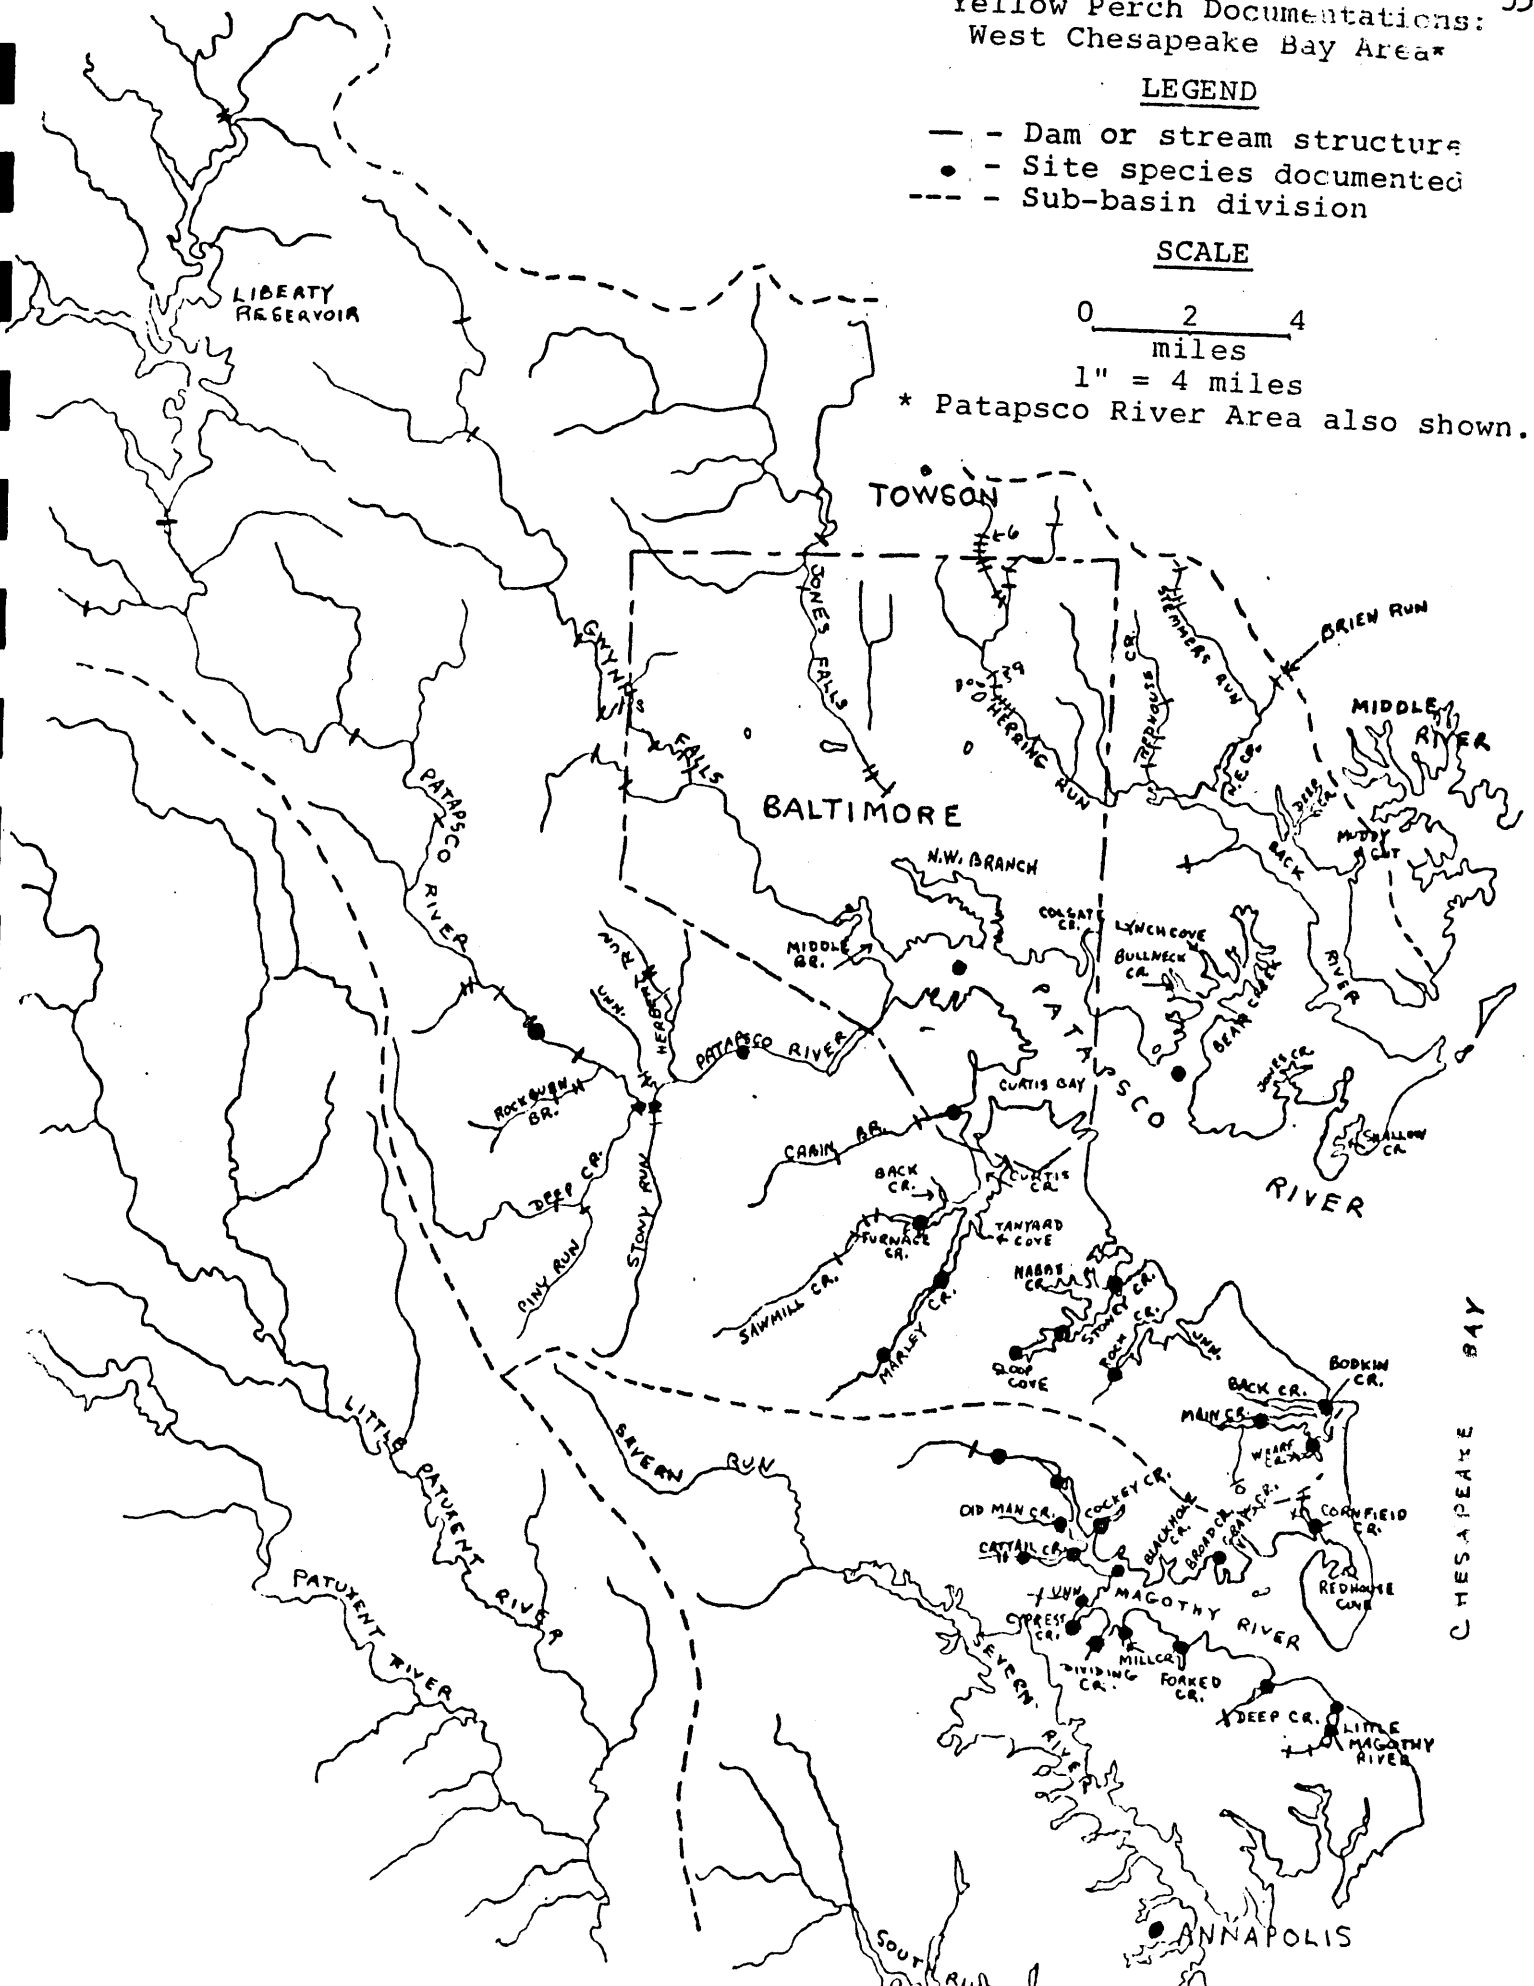 Yellow Perch Documentations:
West Chesapeake Bay Area*
LEGEND
— - Dam or stream structure
● - Site species documented
--- - Sub-basin division
SCALE
0 2 4
miles
1" = 4 miles
* Patapsco River Area also shown.
LIBERTY
RESERVOIR
TOWSON
6
JONES FALLS
GWYNNS
FALLS
STEMMERS RUN
BRIEN RUN
REDHOUSE CR.
39
HERRING RUN
MIDDLE
RIVER
N.E. CR.
DEEP
CR.
MUDDY
GUT
BACK
RIVER
BALTIMORE
PATAPSCO
RIVER
N.W. BRANCH
COLGATE
CR.
LYNCH COVE
BULLNECK
CR.
BEAR CREEK
MIDDLE
BR.
HERBERT RUN
UNN.
PATAPSCO RIVER
PATAPSCO
RIVER
JONES CR.
SHALLOW
CR.
CURTIS BAY
ROCKBURN
BR.
CABIN BR.
CURTIS
CR.
BACK
CR.
DEEP CR.
STONY RUN
PINY RUN
FURNACE
CR.
TANYARD
COVE
SAWMILL CR.
MARLEY CR.
NABBS
CR.
STONEY CR.
ROCK CR.
UNN.
SLOOP
COVE
BODKIN
CR.
BACK CR.
MAIN CR.
WHARF
CR.
CHESAPEAKE BAY
LITTLE
PATUXENT
RIVER
SEVERN RUN
OLD MAN CR.
COCKEY CR.
CATTAIL CR.
BLACKHOLE
CR.
BROAD CR.
GRAYS CR.
CORNFIELD
CR.
REDHOUSE
COVE
UNN.
MAGOTHY RIVER
CYPRESS
CR.
DIVIDING
CR.
MILL CR.
FORKED
CR.
DEEP CR.
LITTLE
MAGOTHY
RIVER
PATUXENT
RIVER
SEVERN
RIVER
ANNAPOLIS
SOUTH